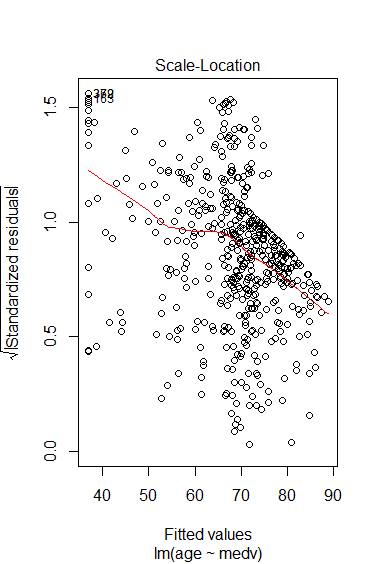 Scale-Location
√|Standardized residuals|
1.5
1.0
0.5
0.0
163
40 50 60 70 80 90
Fitted values
lm(age ~ medv)